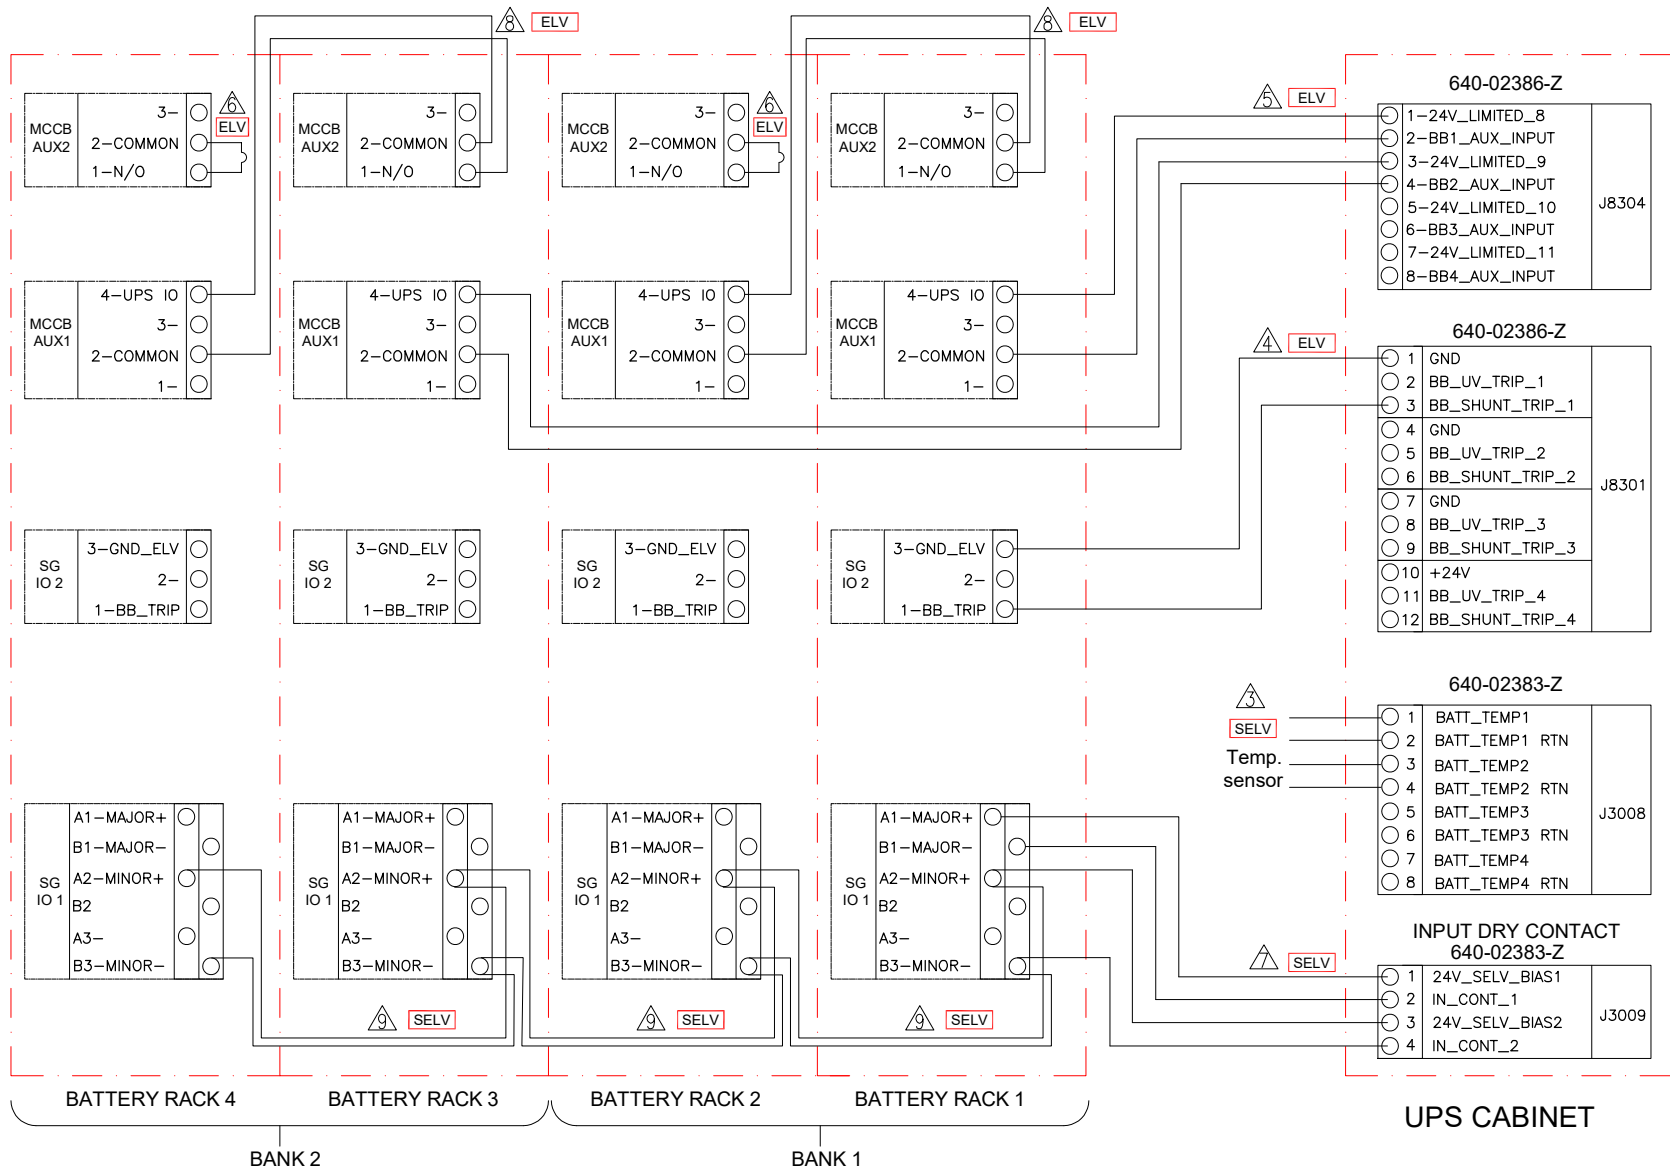 8 ELV
8 ELV
MCCB
AUX2
3-
2-COMMON
1-N/O
6
ELV
MCCB
AUX2
3-
2-COMMON
1-N/O
MCCB
AUX2
3-
2-COMMON
1-N/O
6
ELV
MCCB
AUX2
3-
2-COMMON
1-N/O
MCCB
AUX1
4-UPS IO
3-
2-COMMON
1-
MCCB
AUX1
4-UPS IO
3-
2-COMMON
1-
MCCB
AUX1
4-UPS IO
3-
2-COMMON
1-
MCCB
AUX1
4-UPS IO
3-
2-COMMON
1-
SG
IO 2
3-GND_ELV
2-
1-BB_TRIP
SG
IO 2
3-GND_ELV
2-
1-BB_TRIP
SG
IO 2
3-GND_ELV
2-
1-BB_TRIP
SG
IO 2
3-GND_ELV
2-
1-BB_TRIP
SG
IO 1
A1-MAJOR+
B1-MAJOR-
A2-MINOR+
B2
A3-
B3-MINOR-
SG
IO 1
A1-MAJOR+
B1-MAJOR-
A2-MINOR+
B2
A3-
B3-MINOR-
SG
IO 1
A1-MAJOR+
B1-MAJOR-
A2-MINOR+
B2
A3-
B3-MINOR-
SG
IO 1
A1-MAJOR+
B1-MAJOR-
A2-MINOR+
B2
A3-
B3-MINOR-
9 SELV
9 SELV
9 SELV
BATTERY RACK 4
BATTERY RACK 3
BATTERY RACK 2
BATTERY RACK 1
BANK 2
BANK 1
5 ELV
640-02386-Z
1-24V_LIMITED_8
2-BB1_AUX_INPUT
3-24V_LIMITED_9
4-BB2_AUX_INPUT
5-24V_LIMITED_10
6-BB3_AUX_INPUT
7-24V_LIMITED_11
8-BB4_AUX_INPUT
J8304
4 ELV
640-02386-Z
1 GND
2 BB_UV_TRIP_1
3 BB_SHUNT_TRIP_1
4 GND
5 BB_UV_TRIP_2
6 BB_SHUNT_TRIP_2
7 GND
8 BB_UV_TRIP_3
9 BB_SHUNT_TRIP_3
10 +24V
11 BB_UV_TRIP_4
12 BB_SHUNT_TRIP_4
J8301
3
SELV
Temp.
sensor
640-02383-Z
1 BATT_TEMP1
2 BATT_TEMP1 RTN
3 BATT_TEMP2
4 BATT_TEMP2 RTN
5 BATT_TEMP3
6 BATT_TEMP3 RTN
7 BATT_TEMP4
8 BATT_TEMP4 RTN
J3008
7 SELV
INPUT DRY CONTACT
640-02383-Z
1 24V_SELV_BIAS1
2 IN_CONT_1
3 24V_SELV_BIAS2
4 IN_CONT_2
J3009
UPS CABINET